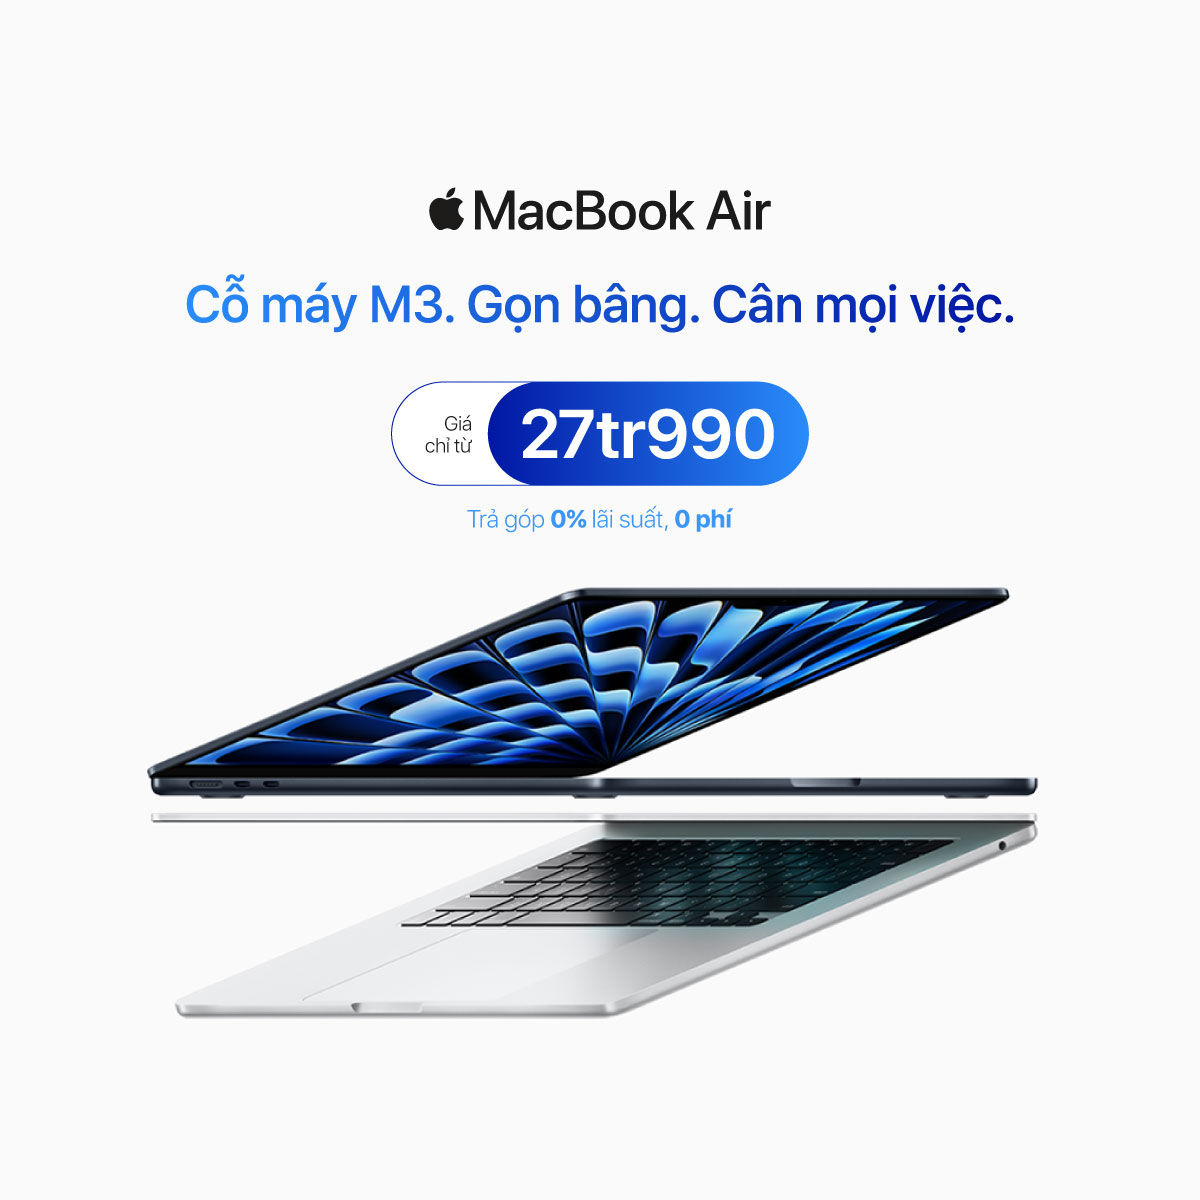 MacBook Air
Cỗ máy M3. Gọn bâng. Cân mọi việc.
Giá
chỉ từ
27tr990
Trả góp 0% lãi suất, 0 phí